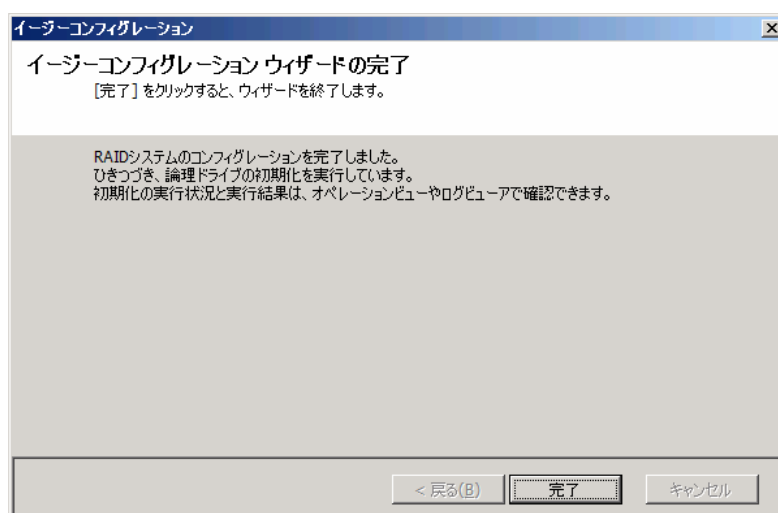 イージーコンフィグレーション
イージーコンフィグレーション ウィザードの完了
[完了] をクリックすると、ウィザードを終了します。
RAIDシステムのコンフィグレーションを完了しました。
ひきつづき、論理ドライブの初期化を実行しています。
初期化の実行状況と実行結果は、オペレーションビューやログビューアで確認できます。
< 戻る(B) 完了 キャンセル